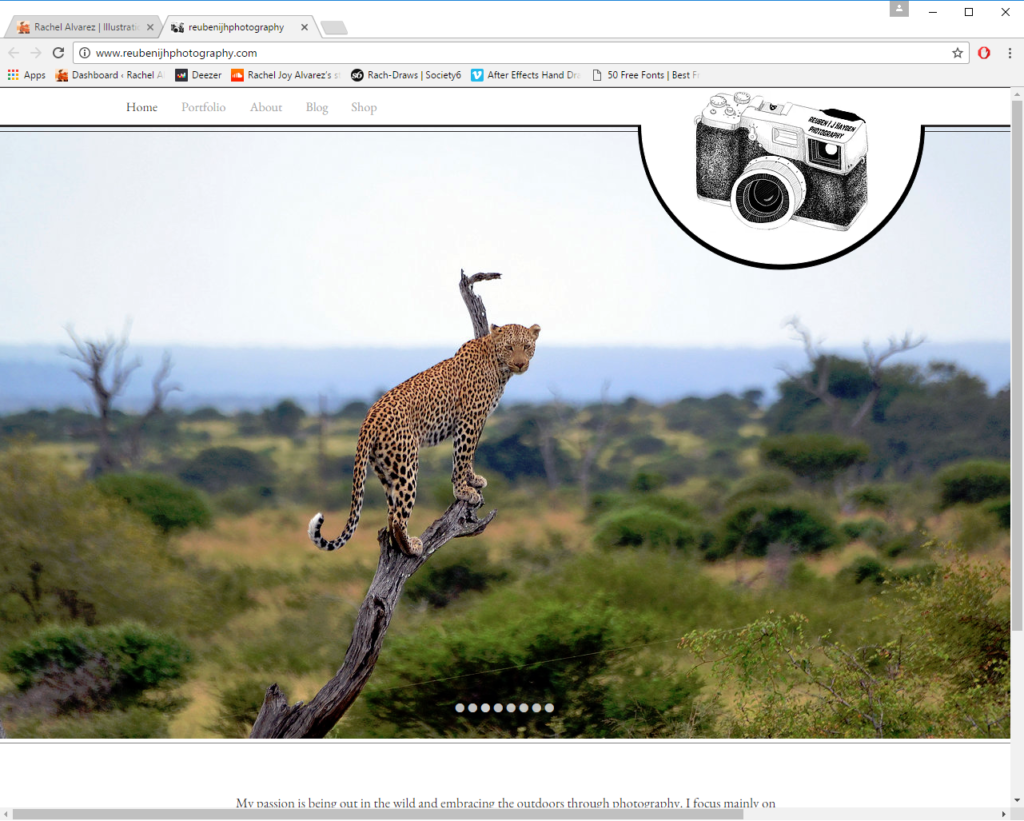 Rachel Alvarez | Illustrati
reubenijhphotography
www.reubenijhphotography.com
Apps
Dashboard ‹ Rachel A
Deezer
Rachel Joy Alvarez's st
Rach-Draws | Society6
After Effects Hand Dr
50 Free Fonts | Best F
Home
Portfolio
About
Blog
Shop
REUBEN I J HAYDEN
PHOTOGRAPHY
My passion is being out in the wild and embracing the outdoors through photography. I focus mainly on